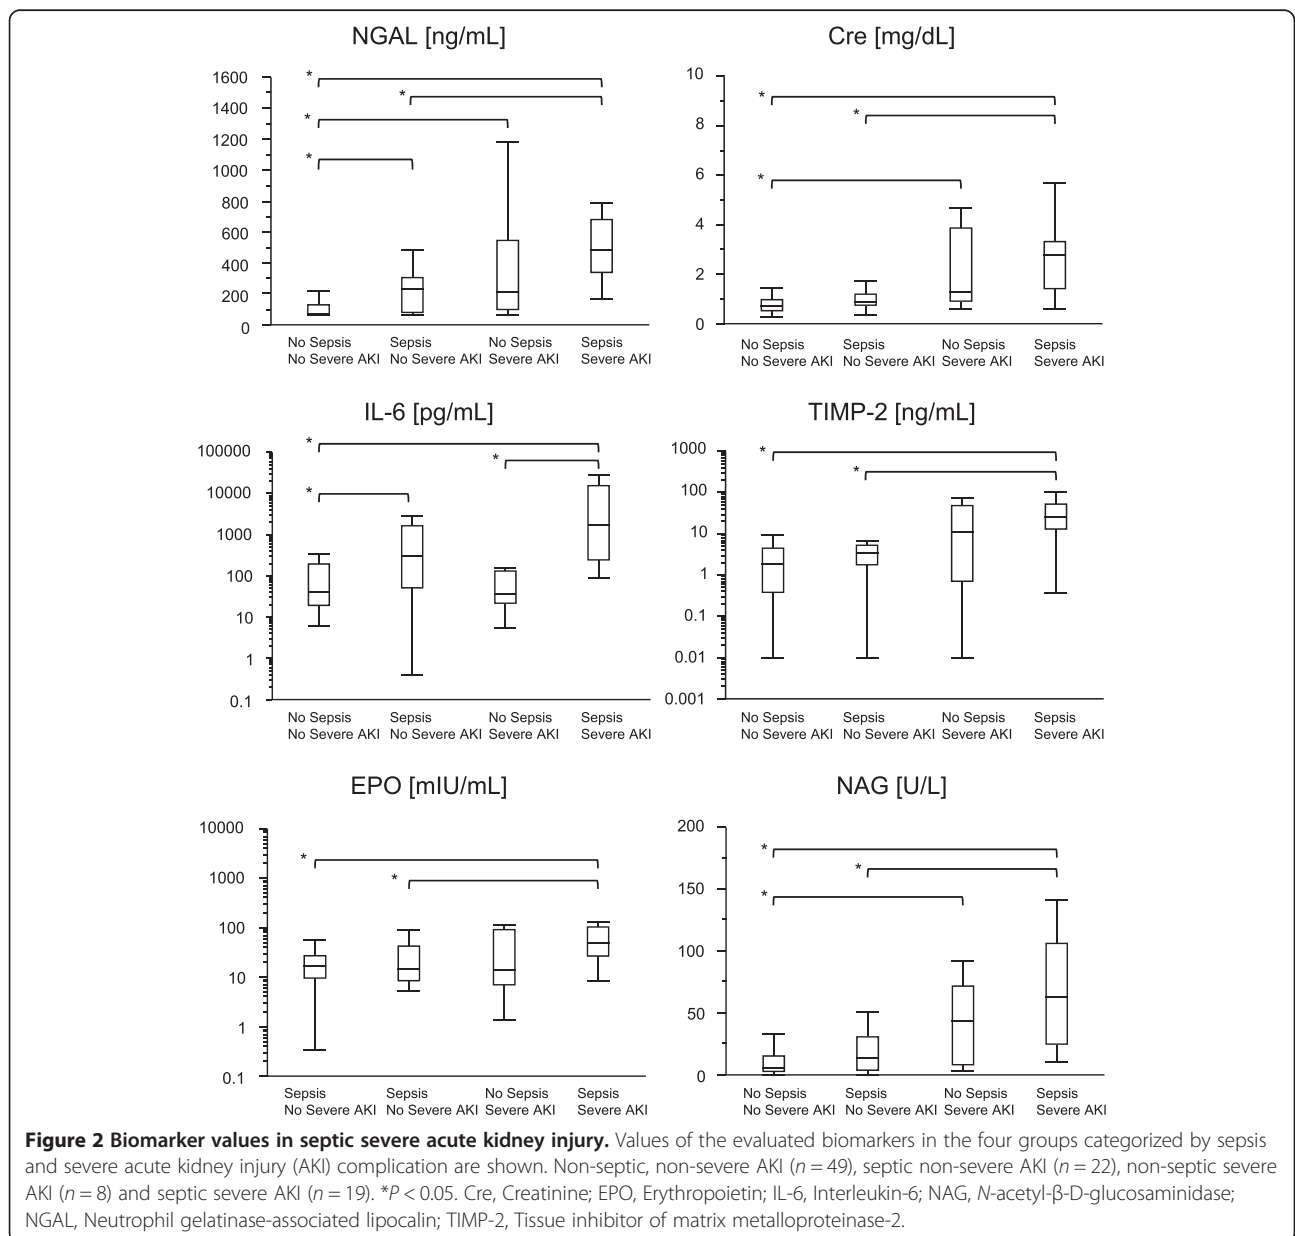 NGAL [ng/mL]
*
*
*
*
1600
1400
1200
1000
800
600
400
200
0
No Sepsis Sepsis No Sepsis Sepsis
No Severe AKI No Severe AKI Severe AKI Severe AKI
Cre [mg/dL]
*
*
*
10
8
6
4
2
0
No Sepsis Sepsis No Sepsis Sepsis
No Severe AKI No Severe AKI Severe AKI Severe AKI
IL-6 [pg/mL]
*
*
*
100000
10000
1000
100
10
1
0.1
No Sepsis Sepsis No Sepsis Sepsis
No Severe AKI No Severe AKI Severe AKI Severe AKI
TIMP-2 [ng/mL]
*
*
1000
100
10
1
0.1
0.01
0.001
No Sepsis Sepsis No Sepsis Sepsis
No Severe AKI No Severe AKI Severe AKI Severe AKI
EPO [mIU/mL]
*
*
10000
1000
100
10
1
0.1
Sepsis Sepsis No Sepsis Sepsis
No Severe AKI No Severe AKI Severe AKI Severe AKI
NAG [U/L]
*
*
*
200
150
100
50
0
No Sepsis Sepsis No Sepsis Sepsis
No Severe AKI No Severe AKI Severe AKI Severe AKI
Figure 2 Biomarker values in septic severe acute kidney injury. Values of the evaluated biomarkers in the four groups categorized by sepsis
and severe acute kidney injury (AKI) complication are shown. Non-septic, non-severe AKI (n = 49), septic non-severe AKI (n = 22), non-septic severe
AKI (n = 8) and septic severe AKI (n = 19). *P < 0.05. Cre, Creatinine; EPO, Erythropoietin; IL-6, Interleukin-6; NAG, N-acetyl-β-D-glucosaminidase;
NGAL, Neutrophil gelatinase-associated lipocalin; TIMP-2, Tissue inhibitor of matrix metalloproteinase-2.